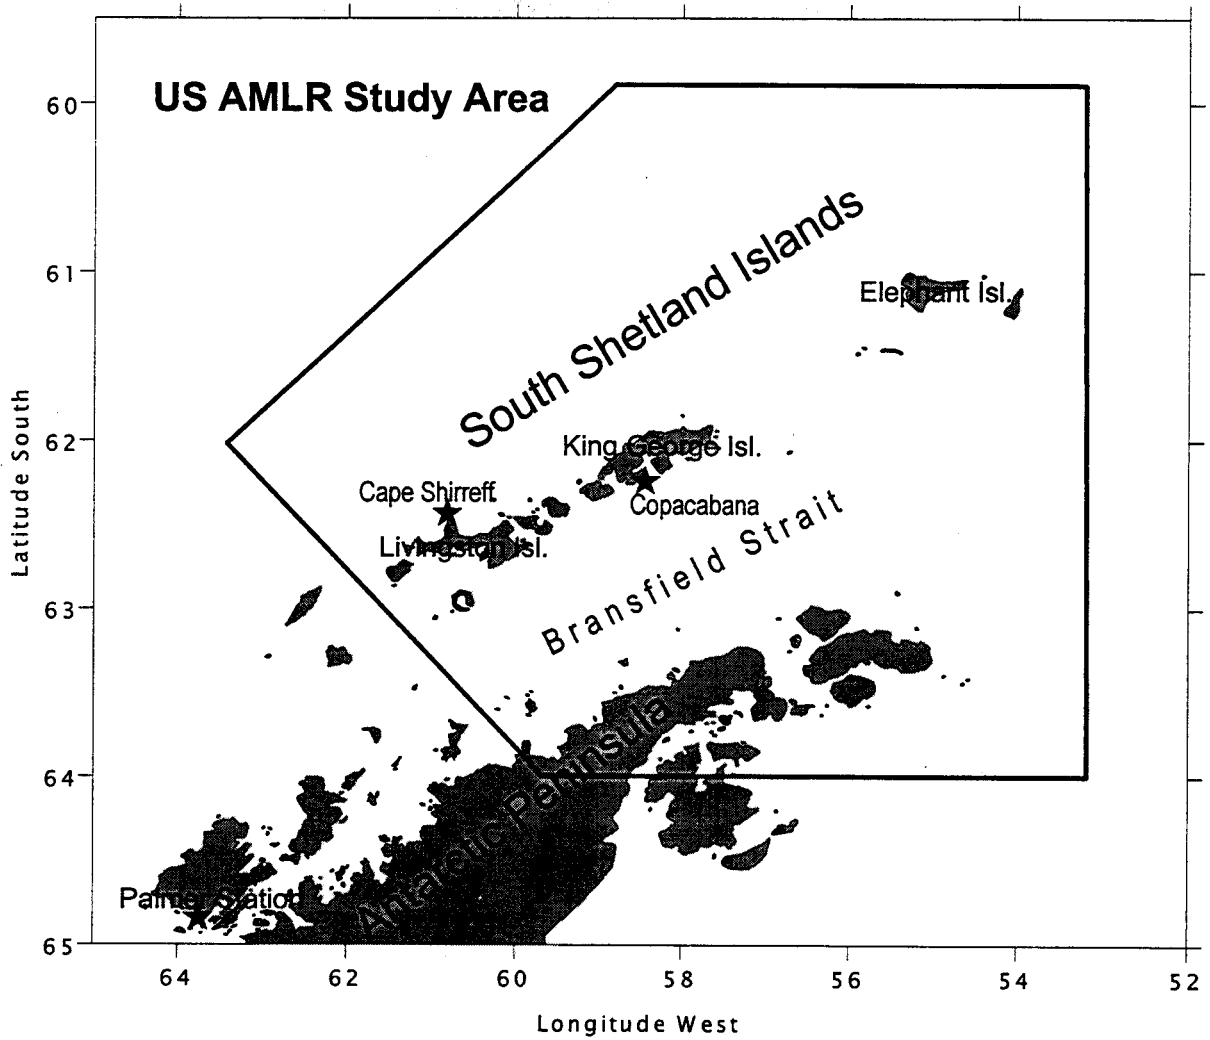 US AMLR Study Area
60
61
62
63
64
65
Latitude South
South Shetland Islands
Elephant Isl.
King George Isl.
Cape Shirreff
Copacabana
Livingston Isl.
Bransfield Strait
Antarctic Peninsula
Palmer Station
64
62
60
58
56
54
52
Longitude West